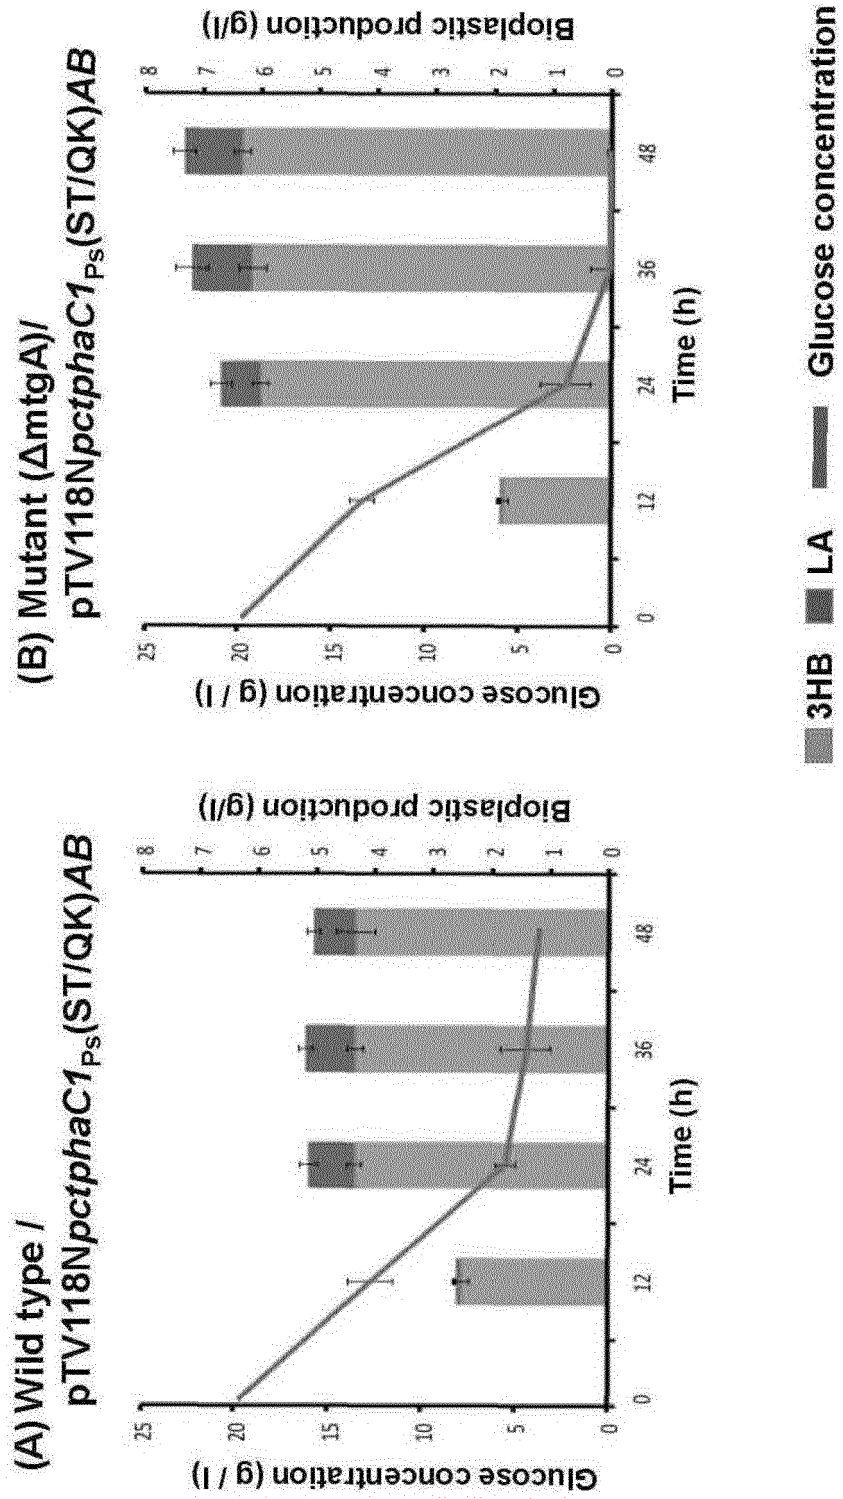 (A) Wild type /
pTV118NpctphaC1Ps(ST/QK)AB
Glucose concentration (g / l)
25
20
15
10
5
0
Bioplastic production (g/l)
8
7
6
5
4
3
2
1
0
0 12 24 36 48
Time (h)
(B) Mutant (ΔmtgA)/
pTV118NpctphaC1Ps(ST/QK)AB
Glucose concentration (g / l)
25
20
15
10
5
0
Bioplastic production (g/l)
8
7
6
5
4
3
2
1
0
0 12 24 36 48
Time (h)
3HB LA Glucose concentration